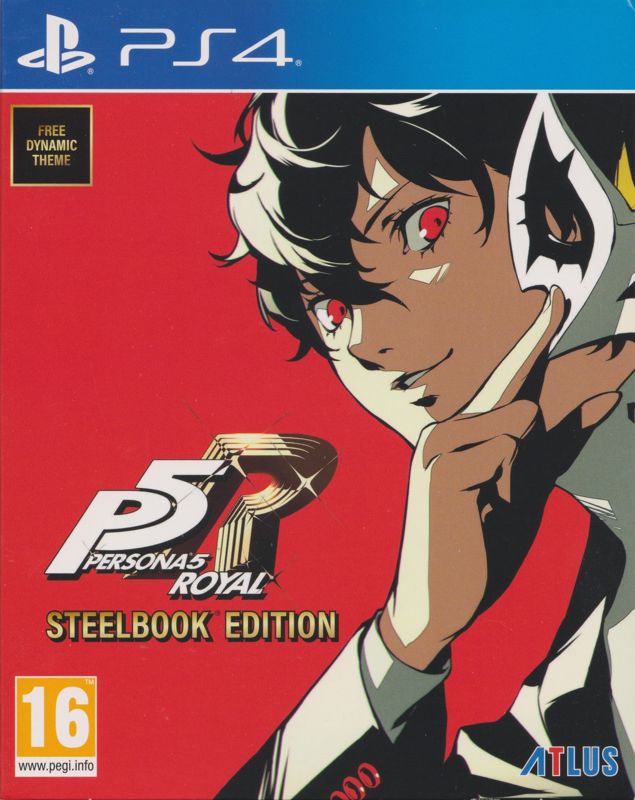 PS4
FREE
DYNAMIC
THEME
P5R
PERSONA5
ROYAL
STEELBOOK® EDITION
16
www.pegi.info
ATLUS